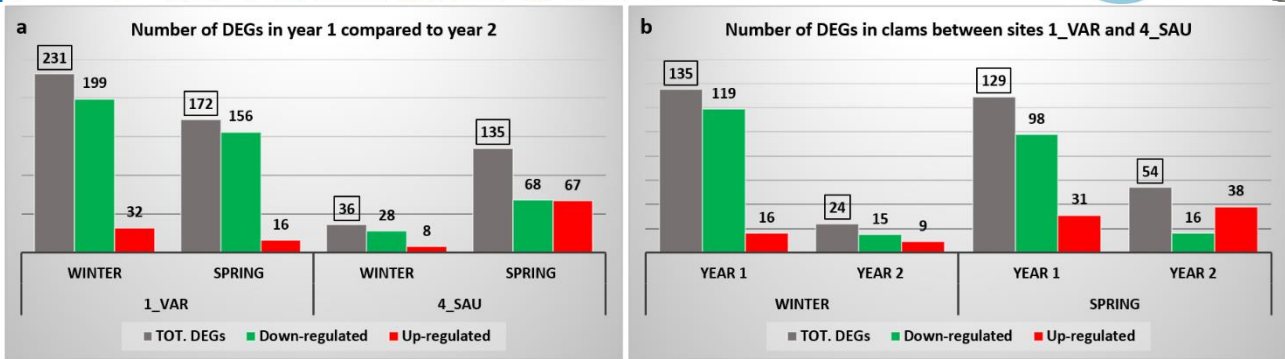 a
Number of DEGs in year 1 compared to year 2
231
199
32
172
156
16
36
28
8
135
68
67
WINTER SPRING WINTER SPRING
1_VAR 4_SAU
TOT. DEGs Down-regulated Up-regulated
b
Number of DEGs in clams between sites 1_VAR and 4_SAU
135
119
16
24
15
9
129
98
31
54
16
38
YEAR 1 YEAR 2 YEAR 1 YEAR 2
WINTER SPRING
TOT. DEGs Down-regulated Up-regulated